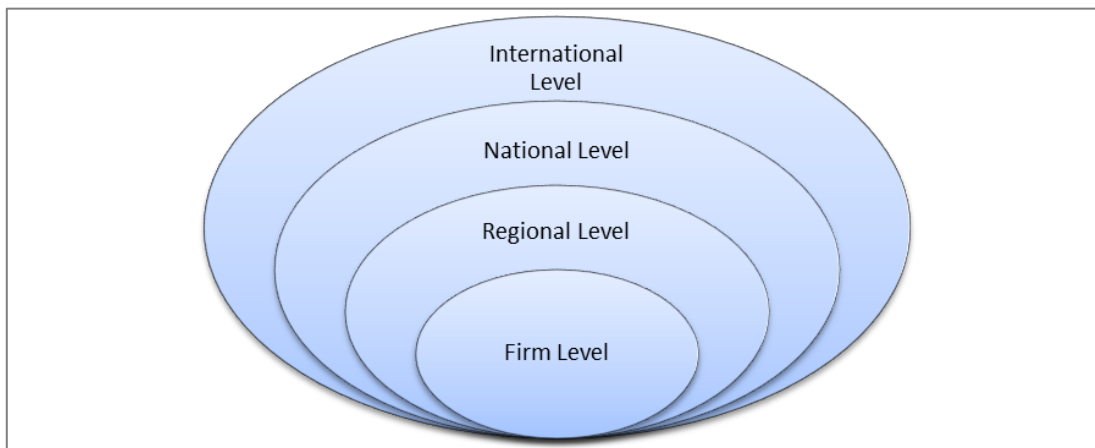 International
Level
National Level
Regional Level
Firm Level